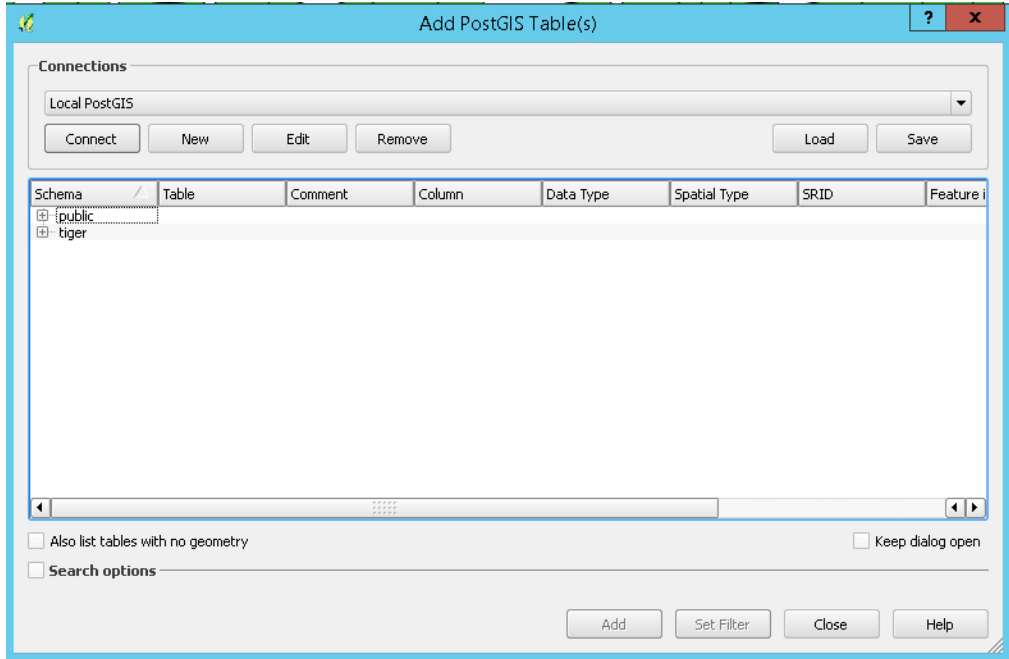 Add PostGIS Table(s)
?
x
Connections
Local PostGIS
Connect New Edit Remove Load Save
Schema Table Comment Column Data Type Spatial Type SRID Feature i
public
tiger
Also list tables with no geometry Keep dialog open
Search options
Add Set Filter Close Help